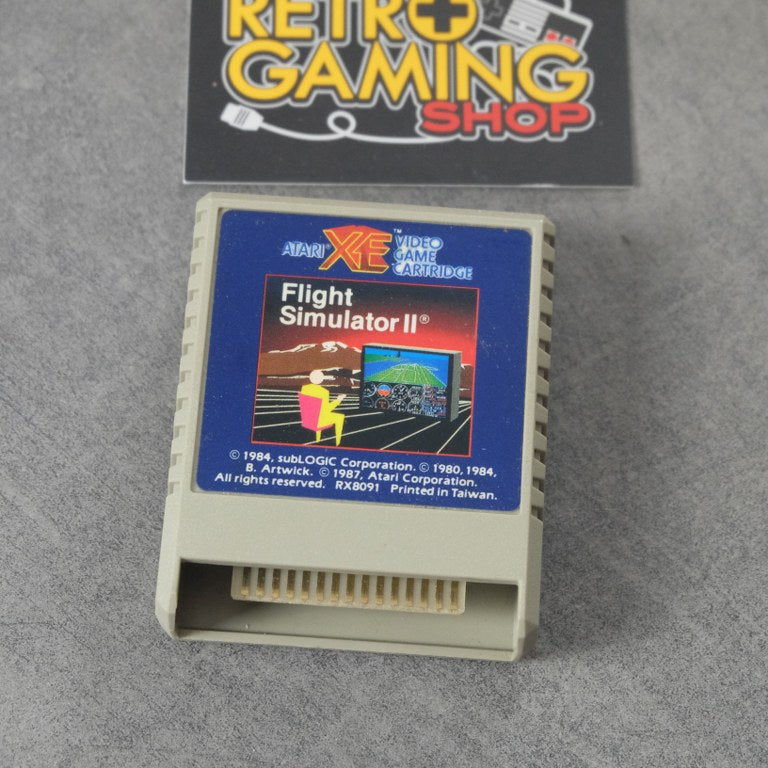 RETRO
GAMING
SHOP
ATARI® XE™ VIDEO
GAME
CARTRIDGE
Flight
Simulator II®
© 1984, subLOGIC Corporation. © 1980, 1984,
B. Artwick. © 1987, Atari Corporation.
All rights reserved. RX8091 Printed in Taiwan.